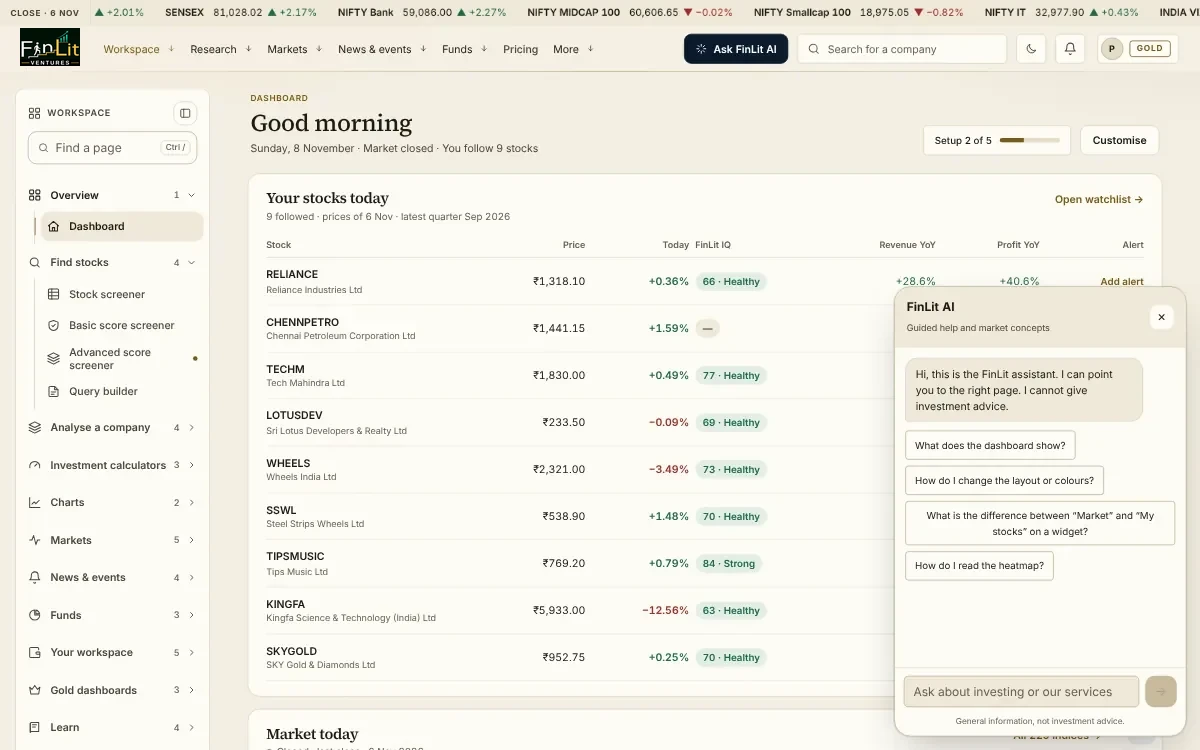 CLOSE · 6 NOV ▲ +2.01% SENSEX 81,028.02 ▲ +2.17% NIFTY Bank 59,086.00 ▲ +2.27% NIFTY MIDCAP 100 60,606.65 ▼ −0.02% NIFTY Smallcap 100 18,975.05 ▼ −0.82% NIFTY IT 32,977.90 ▲ +0.43% INDIA VI
FinLit
VENTURES
Workspace Research Markets News & events Funds Pricing More
Ask FinLit AI
Search for a company
P GOLD
WORKSPACE
Find a page Ctrl /
Overview 1
Dashboard
Find stocks 4
Stock screener
Basic score screener
Advanced score
screener
Query builder
Analyse a company 4
Investment calculators 3
Charts 2
Markets 5
News & events 4
Funds 3
Your workspace 5
Gold dashboards 3
Learn 4
DASHBOARD
Good morning
Sunday, 8 November · Market closed · You follow 9 stocks
Setup 2 of 5
Customise
Your stocks today
Open watchlist →
9 followed · prices of 6 Nov · latest quarter Sep 2026
Stock Price Today FinLit IQ Revenue YoY Profit YoY Alert
RELIANCE
Reliance Industries Ltd
₹1,318.10 +0.36% 66 · Healthy +28.6% +40.6% Add alert
CHENNPETRO
Chennai Petroleum Corporation Ltd
₹1,441.15 +1.59% —
TECHM
Tech Mahindra Ltd
₹1,830.00 +0.49% 77 · Healthy
LOTUSDEV
Sri Lotus Developers & Realty Ltd
₹233.50 −0.09% 69 · Healthy
WHEELS
Wheels India Ltd
₹2,321.00 −3.49% 73 · Healthy
SSWL
Steel Strips Wheels Ltd
₹538.90 +1.48% 70 · Healthy
TIPSMUSIC
Tips Music Ltd
₹769.20 +0.79% 84 · Strong
KINGFA
Kingfa Science & Technology (India) Ltd
₹5,933.00 −12.56% 63 · Healthy
SKYGOLD
SKY Gold & Diamonds Ltd
₹952.75 +0.25% 70 · Healthy
Market today
FinLit AI
Guided help and market concepts
Hi, this is the FinLit assistant. I can point
you to the right page. I cannot give
investment advice.
What does the dashboard show?
How do I change the layout or colours?
What is the difference between “Market” and “My
stocks” on a widget?
How do I read the heatmap?
Ask about investing or our services
General information, not investment advice.